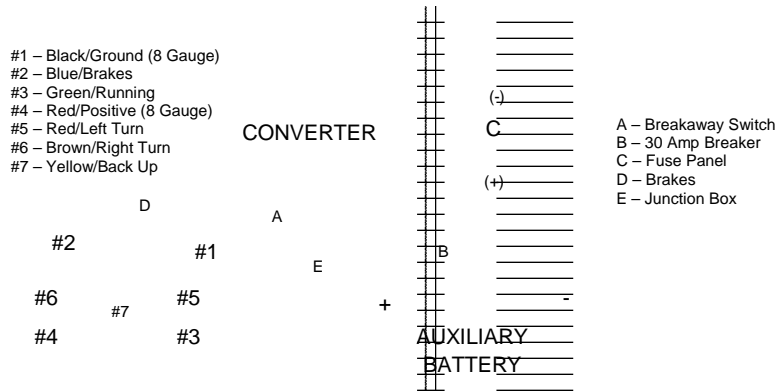 #1 – Black/Ground (8 Gauge)
#2 – Blue/Brakes
#3 – Green/Running
#4 – Red/Positive (8 Gauge)
#5 – Red/Left Turn
#6 – Brown/Right Turn
#7 – Yellow/Back Up
CONVERTER
(-)
C
(+)
A – Breakaway Switch
B – 30 Amp Breaker
C – Fuse Panel
D – Brakes
E – Junction Box
D
A
#2
#1
B
E
#6
#5
#7
+
-
#4
#3
AUXILIARY
BATTERY